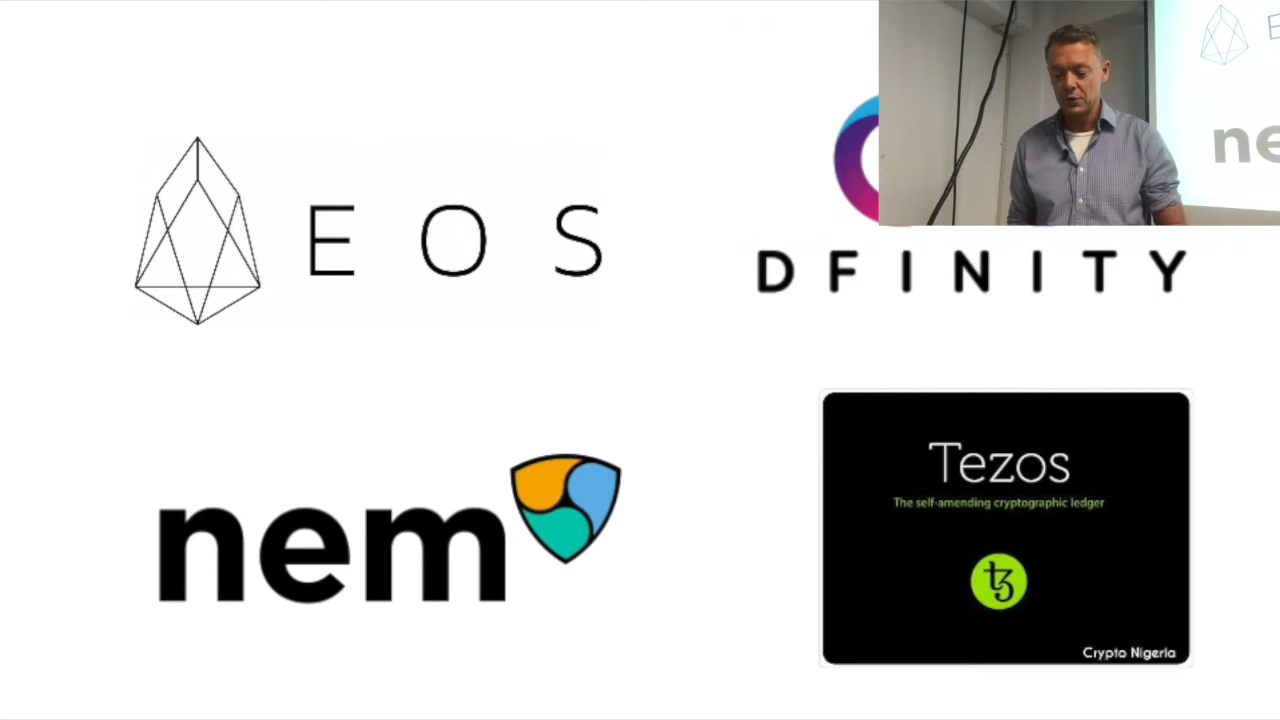 EOS
DFINITY
nem
Tezos
The self-amending cryptographic ledger
Crypto Nigeria
ne